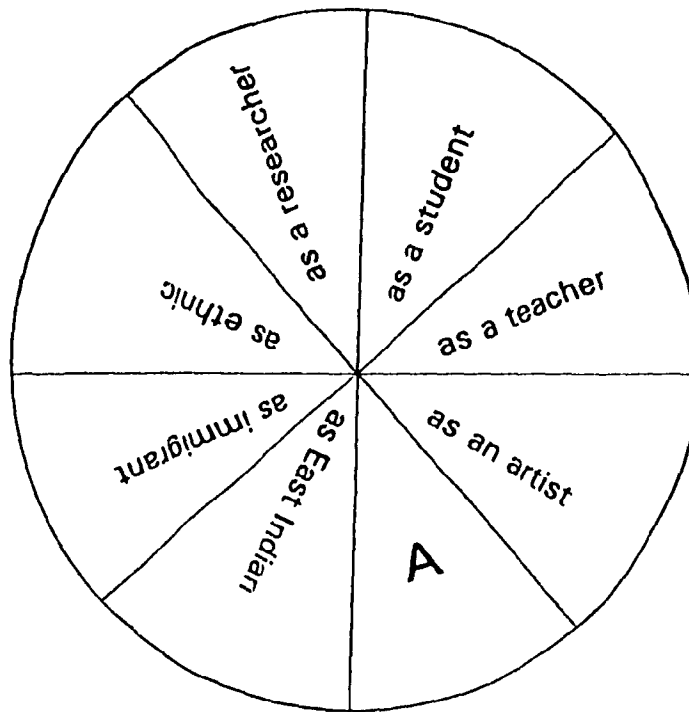 as a student
as a teacher
as an artist
A
as East Indian
as immigrant
as ethnic
as a researcher